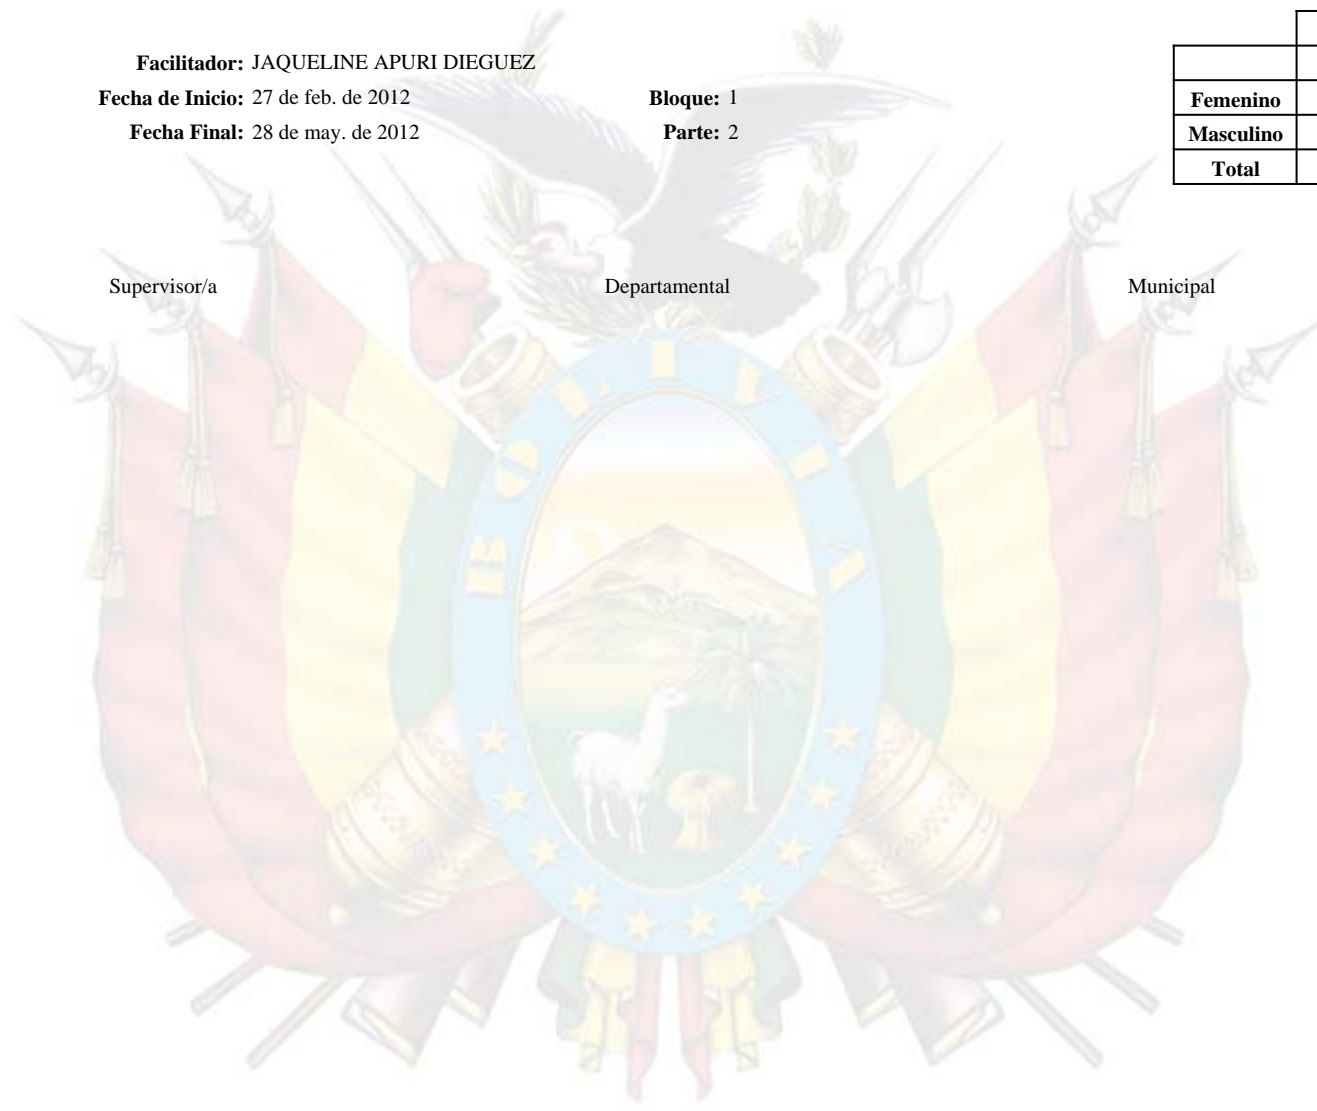 Facilitador: JAQUELINE APURI DIEGUEZ
Fecha de Inicio: 27 de feb. de 2012 Bloque: 1
Fecha Final: 28 de may. de 2012 Parte: 2
Femenino
Masculino
Total
Supervisor/a Departamental Municipal
BOLIVIA